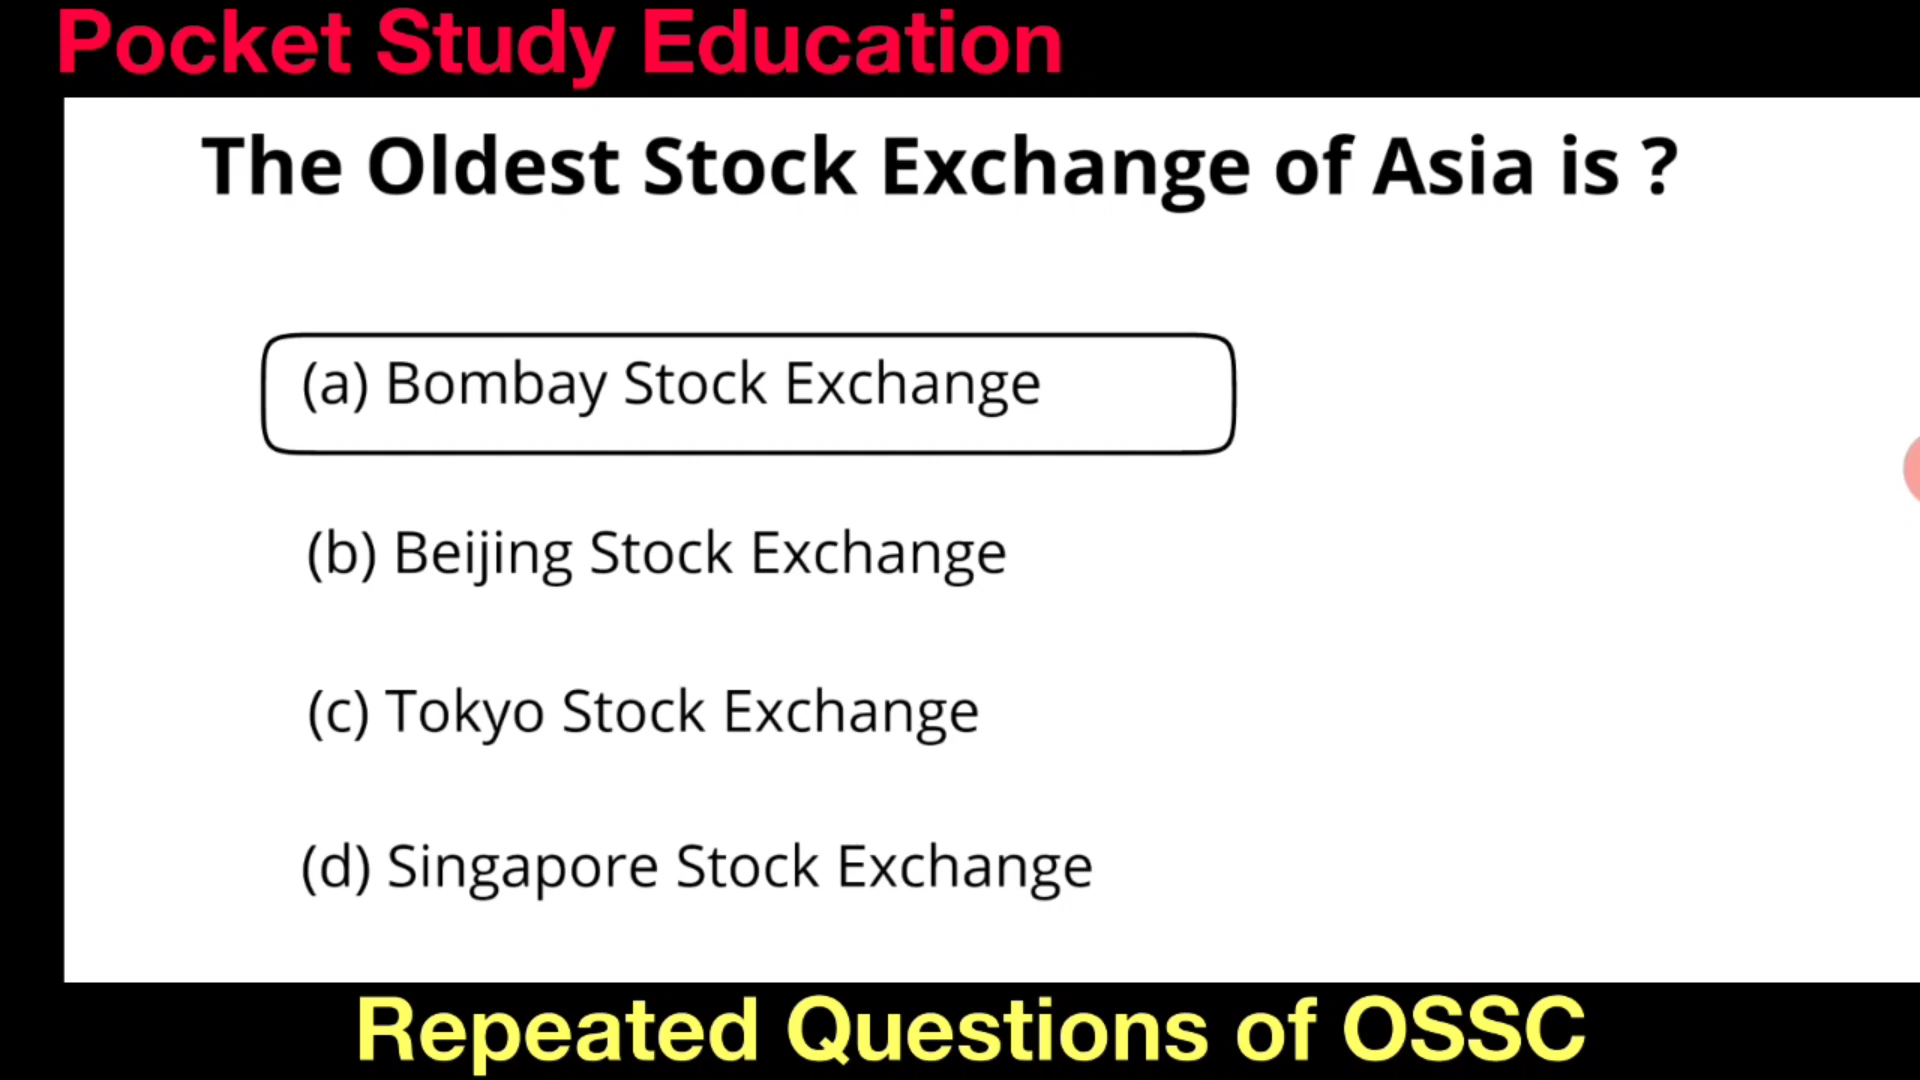 Pocket Study Education
The Oldest Stock Exchange of Asia is ?
(a) Bombay Stock Exchange
(b) Beijing Stock Exchange
(c) Tokyo Stock Exchange
(d) Singapore Stock Exchange
Repeated Questions of OSSC